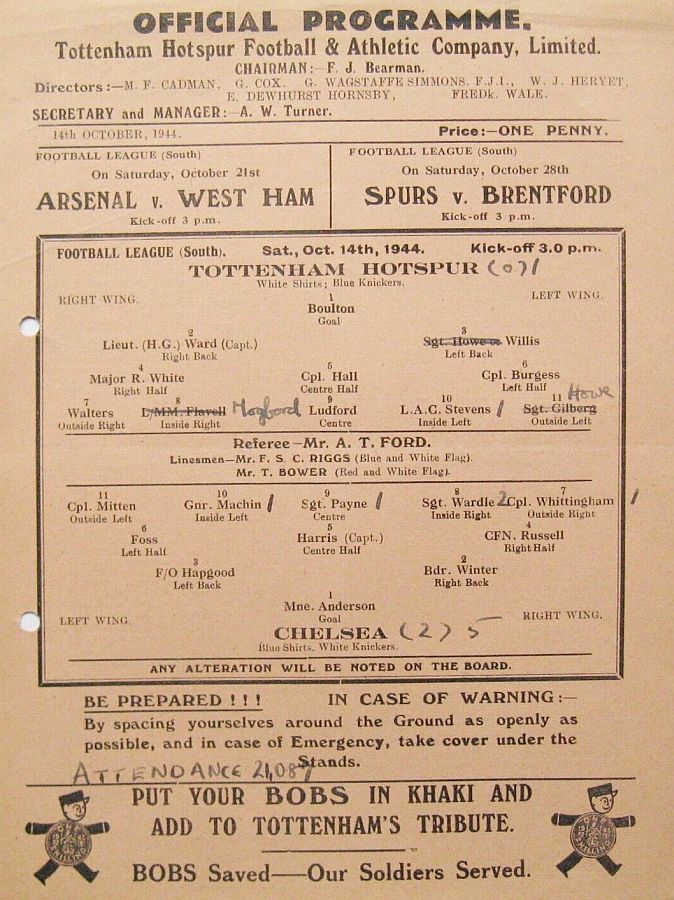 OFFICIAL PROGRAMME.
Tottenham Hotspur Football & Athletic Company, Limited.
CHAIRMAN:- F. J. Bearman.
Directors:—M. F. CADMAN, G. COX. G. WAGSTAFFE SIMMONS. F.J.I., W. J. HERYET,
E. DEWHURST HORNSBY, FREDk. WALE.
SECRETARY and MANAGER:—A. W. Turner.
14th OCTOBER, 1944. Price:—ONE PENNY.
FOOTBALL LEAGUE (South)
On Saturday, October 21st
ARSENAL v. WEST HAM
Kick-off 3 p.m.
FOOTBALL LEAGUE (South)
On Saturday, October 28th
SPURS v. BRENTFORD
Kick-off 3 p.m.
FOOTBALL LEAGUE (South). Sat., Oct. 14th, 1944. Kick-off 3.0 p.m.
TOTTENHAM HOTSPUR (0) 1
White Shirts; Blue Knickers.
RIGHT WING. 1 LEFT WING.
Boulton
Goal
2 3
Lieut. (H.G.) Ward (Capt.) Sgt. Howe or Willis
Right Back Left Back
4 5 6
Major R. White Cpl. Hall Cpl. Burgess
Right Half Centre Half Left Half
Howe
7 8 9 10 11
Walters L/MM. Flavell Ludford L.A.C. Stevens / Sgt. Gilberg
Outside Right Inside Right Centre Inside Left Outside Left
Referee—Mr. A. T. FORD.
Linesmen—Mr. F. S. C. RIGGS (Blue and White Flag).
Mr. T. BOWER (Red and White Flag).
11 10 9 8 7
Cpl. Mitten Gnr. Machin / Sgt. Payne / Sgt. Wardle 2 Cpl. Whittingham /
Outside Left Inside Left Centre Inside Right Outside Right
6 5 4
Foss Harris (Capt.) CFN. Russell
Left Half Centre Half Right Half
3 2
F/O Hapgood Bdr. Winter
Left Back Right Back
1
Mne. Anderson
LEFT WING. Goal RIGHT WING.
CHELSEA (2) 5
Blue Shirts, White Knickers.
ANY ALTERATION WILL BE NOTED ON THE BOARD.
BE PREPARED ! ! ! IN CASE OF WARNING:—
By spacing yourselves around the Ground as openly as
possible, and in case of Emergency, take cover under the
Stands.
ATTENDANCE 21,089
PUT YOUR BOBS IN KHAKI AND
ADD TO TOTTENHAM'S TRIBUTE.
BOBS Saved—Our Soldiers Served.